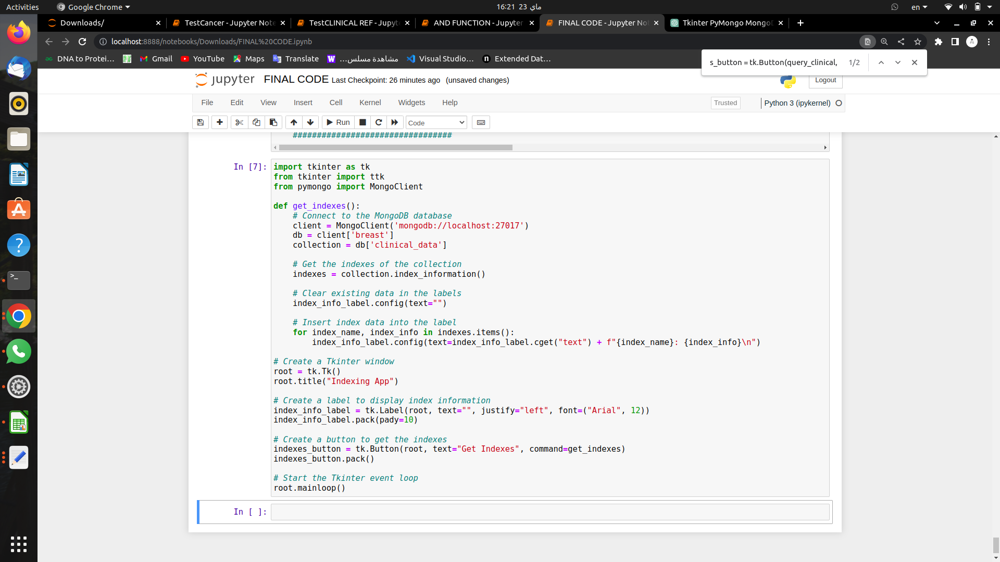 Activities
Google Chrome
16:21 23 ماي
en
Downloads/
TestCancer - Jupyter Note
TestCLINICAL REF - Jupyt
AND FUNCTION - Jupyter
FINAL CODE - Jupyter No
Tkinter PyMongo Mongo
localhost:8888/notebooks/Downloads/FINAL%20CODE.ipynb
DNA to Protei...
Gmail
YouTube
Maps
Translate
مشاهدة مسلس...
Visual Studio...
Extended Dat...
s_button = tk.Button(query_clinical,
1/2
jupyter
FINAL CODE Last Checkpoint: 26 minutes ago (unsaved changes)
Logout
File Edit View Insert Cell Kernel Widgets Help
Trusted
Python 3 (ipykernel)
Run
Code
#################################
In [7]:
import tkinter as tk
from tkinter import ttk
from pymongo import MongoClient
def get_indexes():
# Connect to the MongoDB database
client = MongoClient('mongodb://localhost:27017')
db = client['breast']
collection = db['clinical_data']
# Get the indexes of the collection
indexes = collection.index_information()
# Clear existing data in the labels
index_info_label.config(text="")
# Insert index data into the label
for index_name, index_info in indexes.items():
index_info_label.config(text=index_info_label.cget("text") + f"{index_name}: {index_info}\n")
# Create a Tkinter window
root = tk.Tk()
root.title("Indexing App")
# Create a label to display index information
index_info_label = tk.Label(root, text="", justify="left", font=("Arial", 12))
index_info_label.pack(pady=10)
# Create a button to get the indexes
indexes_button = tk.Button(root, text="Get Indexes", command=get_indexes)
indexes_button.pack()
# Start the Tkinter event loop
root.mainloop()
In [ ]: